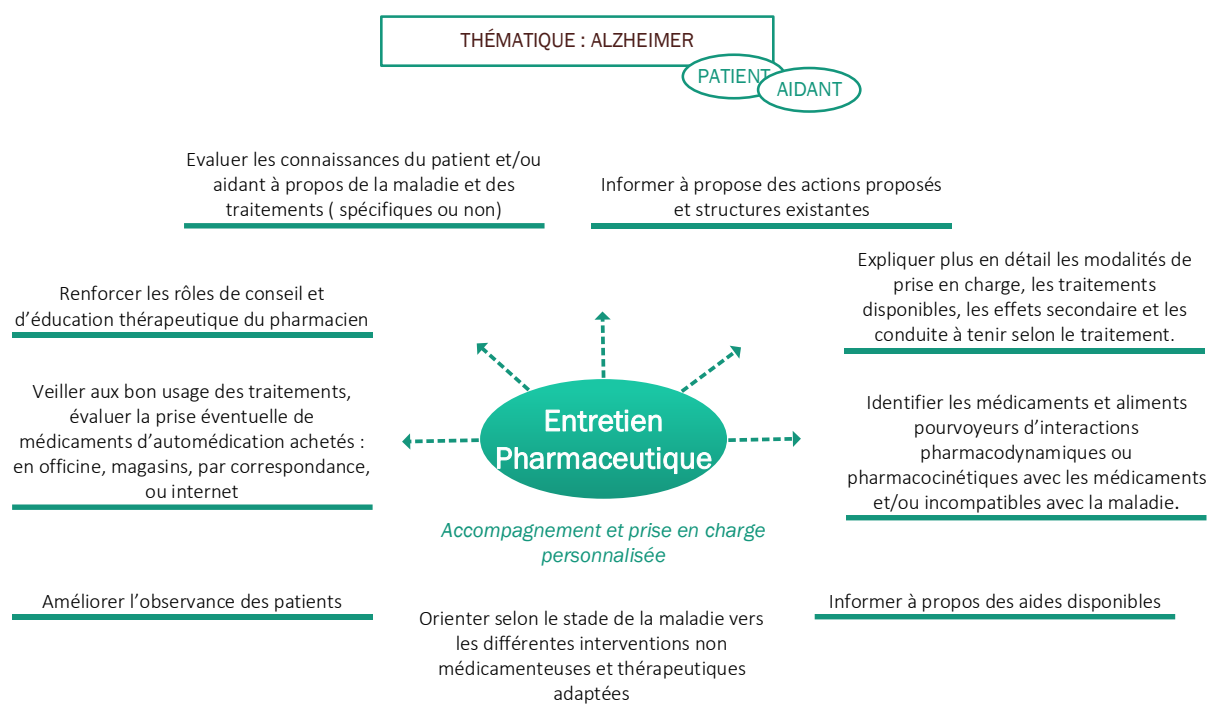 THÉMATIQUE : ALZHEIMER
PATIENT
AIDANT
Evaluer les connaissances du patient et/ou
aidant à propos de la maladie et des
traitements ( spécifiques ou non)
Informer à propose des actions proposés
et structures existantes
Renforcer les rôles de conseil et
d’éducation thérapeutique du pharmacien
Expliquer plus en détail les modalités de
prise en charge, les traitements
disponibles, les effets secondaire et les
conduite à tenir selon le traitement.
Veiller aux bon usage des traitements,
évaluer la prise éventuelle de
médicaments d’automédication achetés :
en officine, magasins, par correspondance,
ou internet
Entretien
Pharmaceutique
Identifier les médicaments et aliments
pourvoyeurs d’interactions
pharmacodynamiques ou
pharmacocinétiques avec les médicaments
et/ou incompatibles avec la maladie.
Accompagnement et prise en charge
personnalisée
Améliorer l’observance des patients
Orienter selon le stade de la maladie vers
les différentes interventions non
médicamenteuses et thérapeutiques
adaptées
Informer à propos des aides disponibles